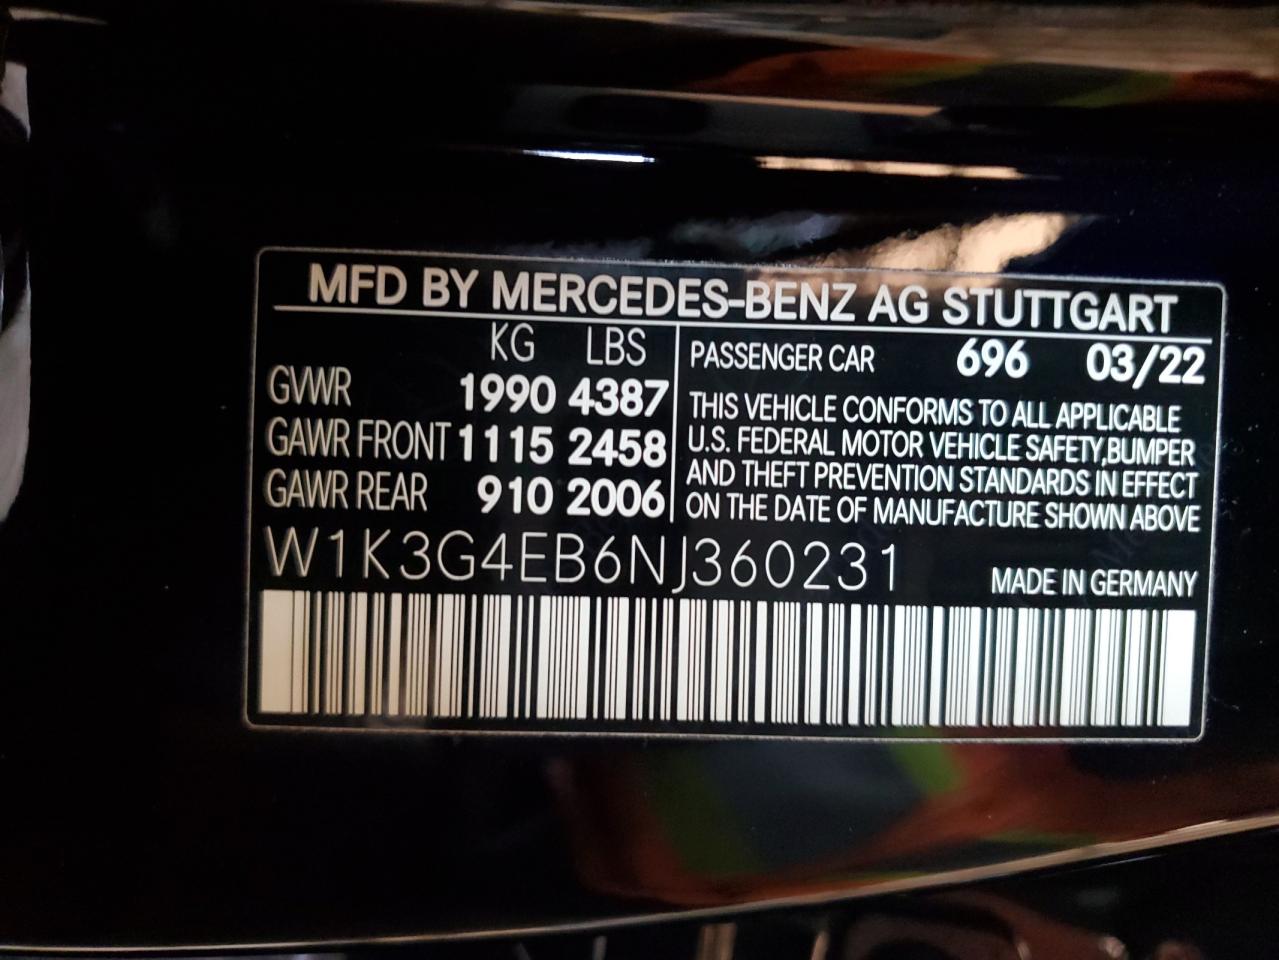 MFD BY MERCEDES-BENZ AG STUTTGART
KG LBS
GVWR 1990 4387
GAWR FRONT 1115 2458
GAWR REAR 910 2006
PASSENGER CAR 696 03/22
THIS VEHICLE CONFORMS TO ALL APPLICABLE
U.S. FEDERAL MOTOR VEHICLE SAFETY,BUMPER
AND THEFT PREVENTION STANDARDS IN EFFECT
ON THE DATE OF MANUFACTURE SHOWN ABOVE
W1K3G4EB6NJ360231
MADE IN GERMANY